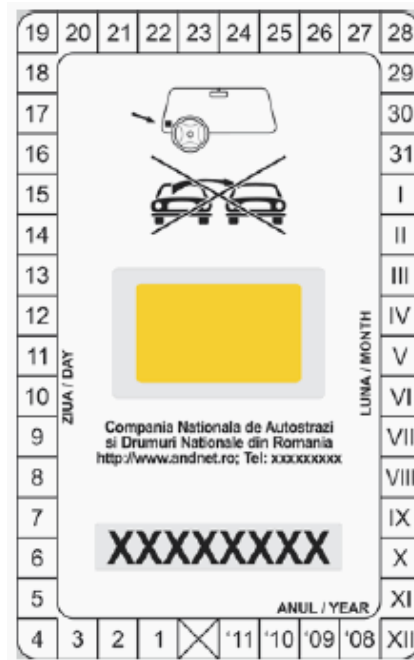 19 20 21 22 23 24 25 26 27 28
18 29
17 30
16 31
15 I
14 II
13 III
12 IV
11 V
10 VI
9 VII
8 VIII
7 IX
6 X
5 XI
4 3 2 1 '11 '10 '09 '08 XII
ZIUA / DAY
LUNA / MONTH
Compania Nationala de Autostrazi
si Drumuri Nationale din Romania
http://www.andnet.ro; Tel: xxxxxxxxx
XXXXXXXX
ANUL / YEAR